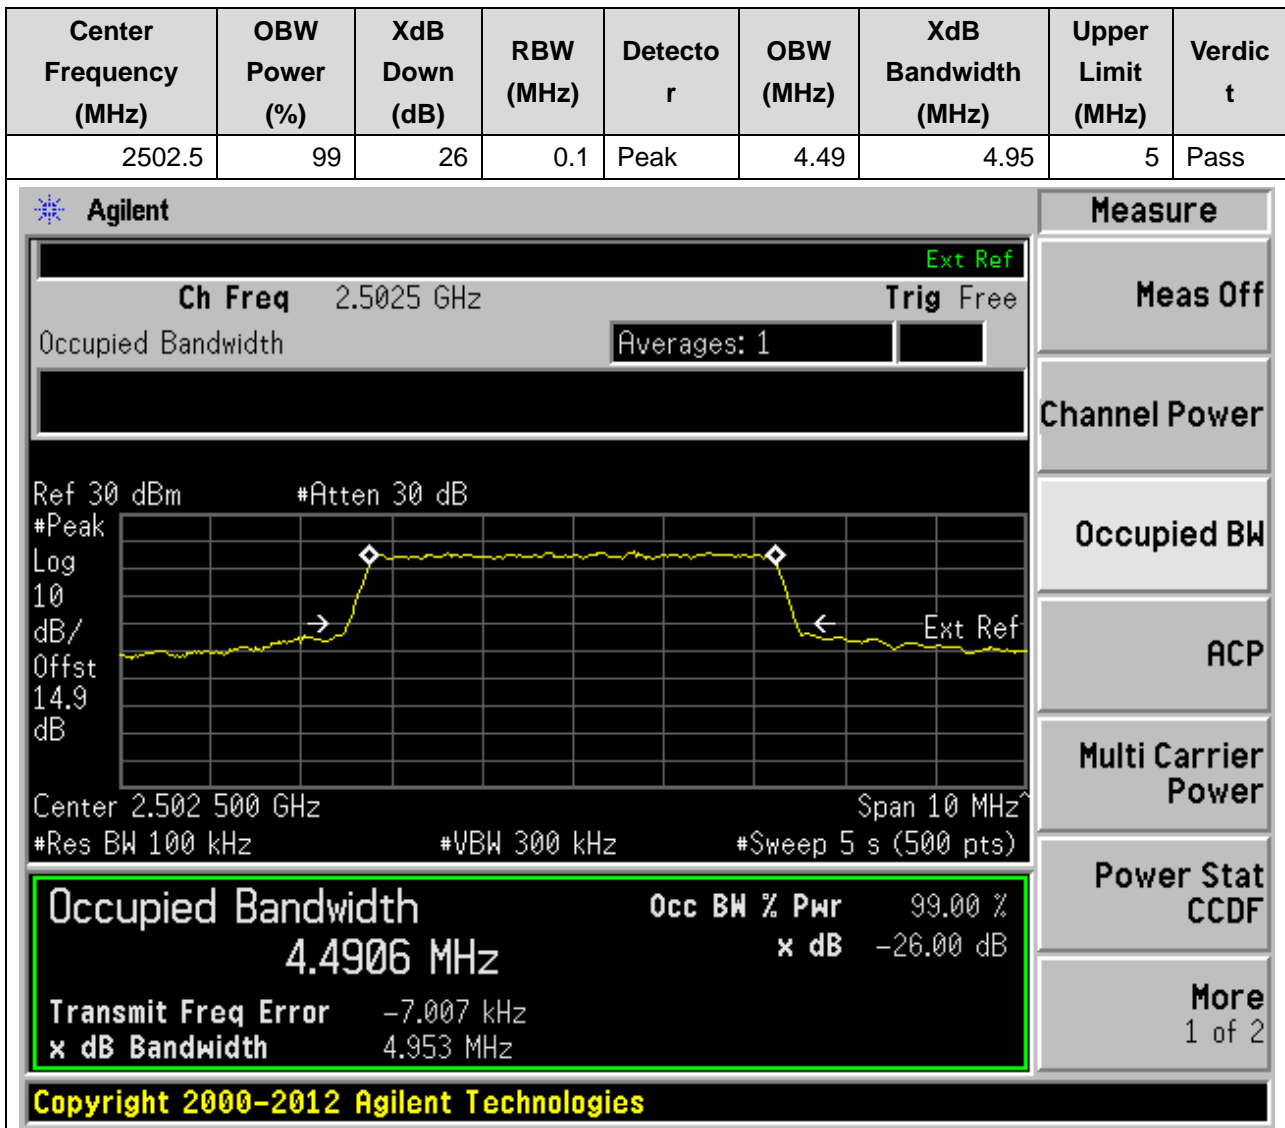 Center Frequency (MHz) OBW Power (%) XdB Down (dB) RBW (MHz) Detecto r OBW (MHz) XdB Bandwidth (MHz) Upper Limit (MHz) Verdic t
2502.5 99 26 0.1 Peak 4.49 4.95 5 Pass
Agilent
Measure
Ext Ref
Ch Freq 2.5025 GHz Trig Free
Meas Off
Occupied Bandwidth Averages: 1
Channel Power
Ref 30 dBm #Atten 30 dB
#Peak
Log
10
dB/
Offst
14.9
dB
Ext Ref
Occupied BW
ACP
Multi Carrier
Power
Center 2.502 500 GHz Span 10 MHz^
#Res BW 100 kHz #VBW 300 kHz #Sweep 5 s (500 pts)
Power Stat
CCDF
Occupied Bandwidth Occ BW % Pwr 99.00 %
4.4906 MHz x dB -26.00 dB
Transmit Freq Error -7.007 kHz
x dB Bandwidth 4.953 MHz
More
1 of 2
Copyright 2000-2012 Agilent Technologies